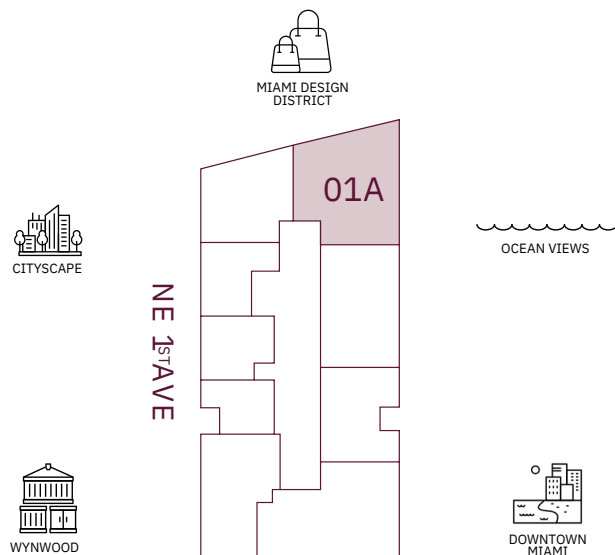 MIAMI DESIGN
DISTRICT
01A
CITYSCAPE
OCEAN VIEWS
NE 1ST AVE
WYNWOOD
DOWNTOWN
MIAMI